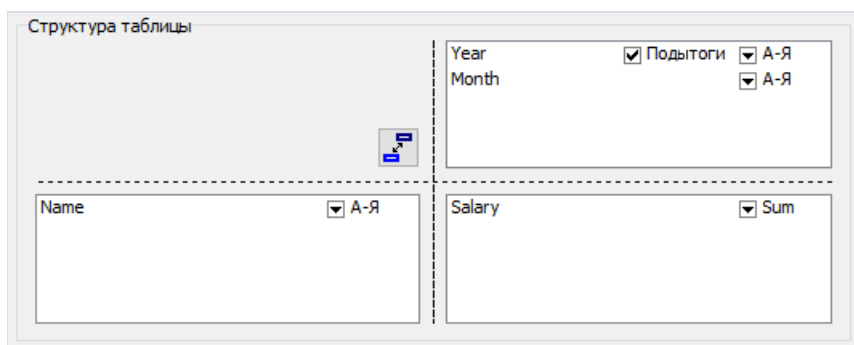 Структура таблицы
Year Подытоги А-Я
Month А-Я
Name А-Я
Salary Sum